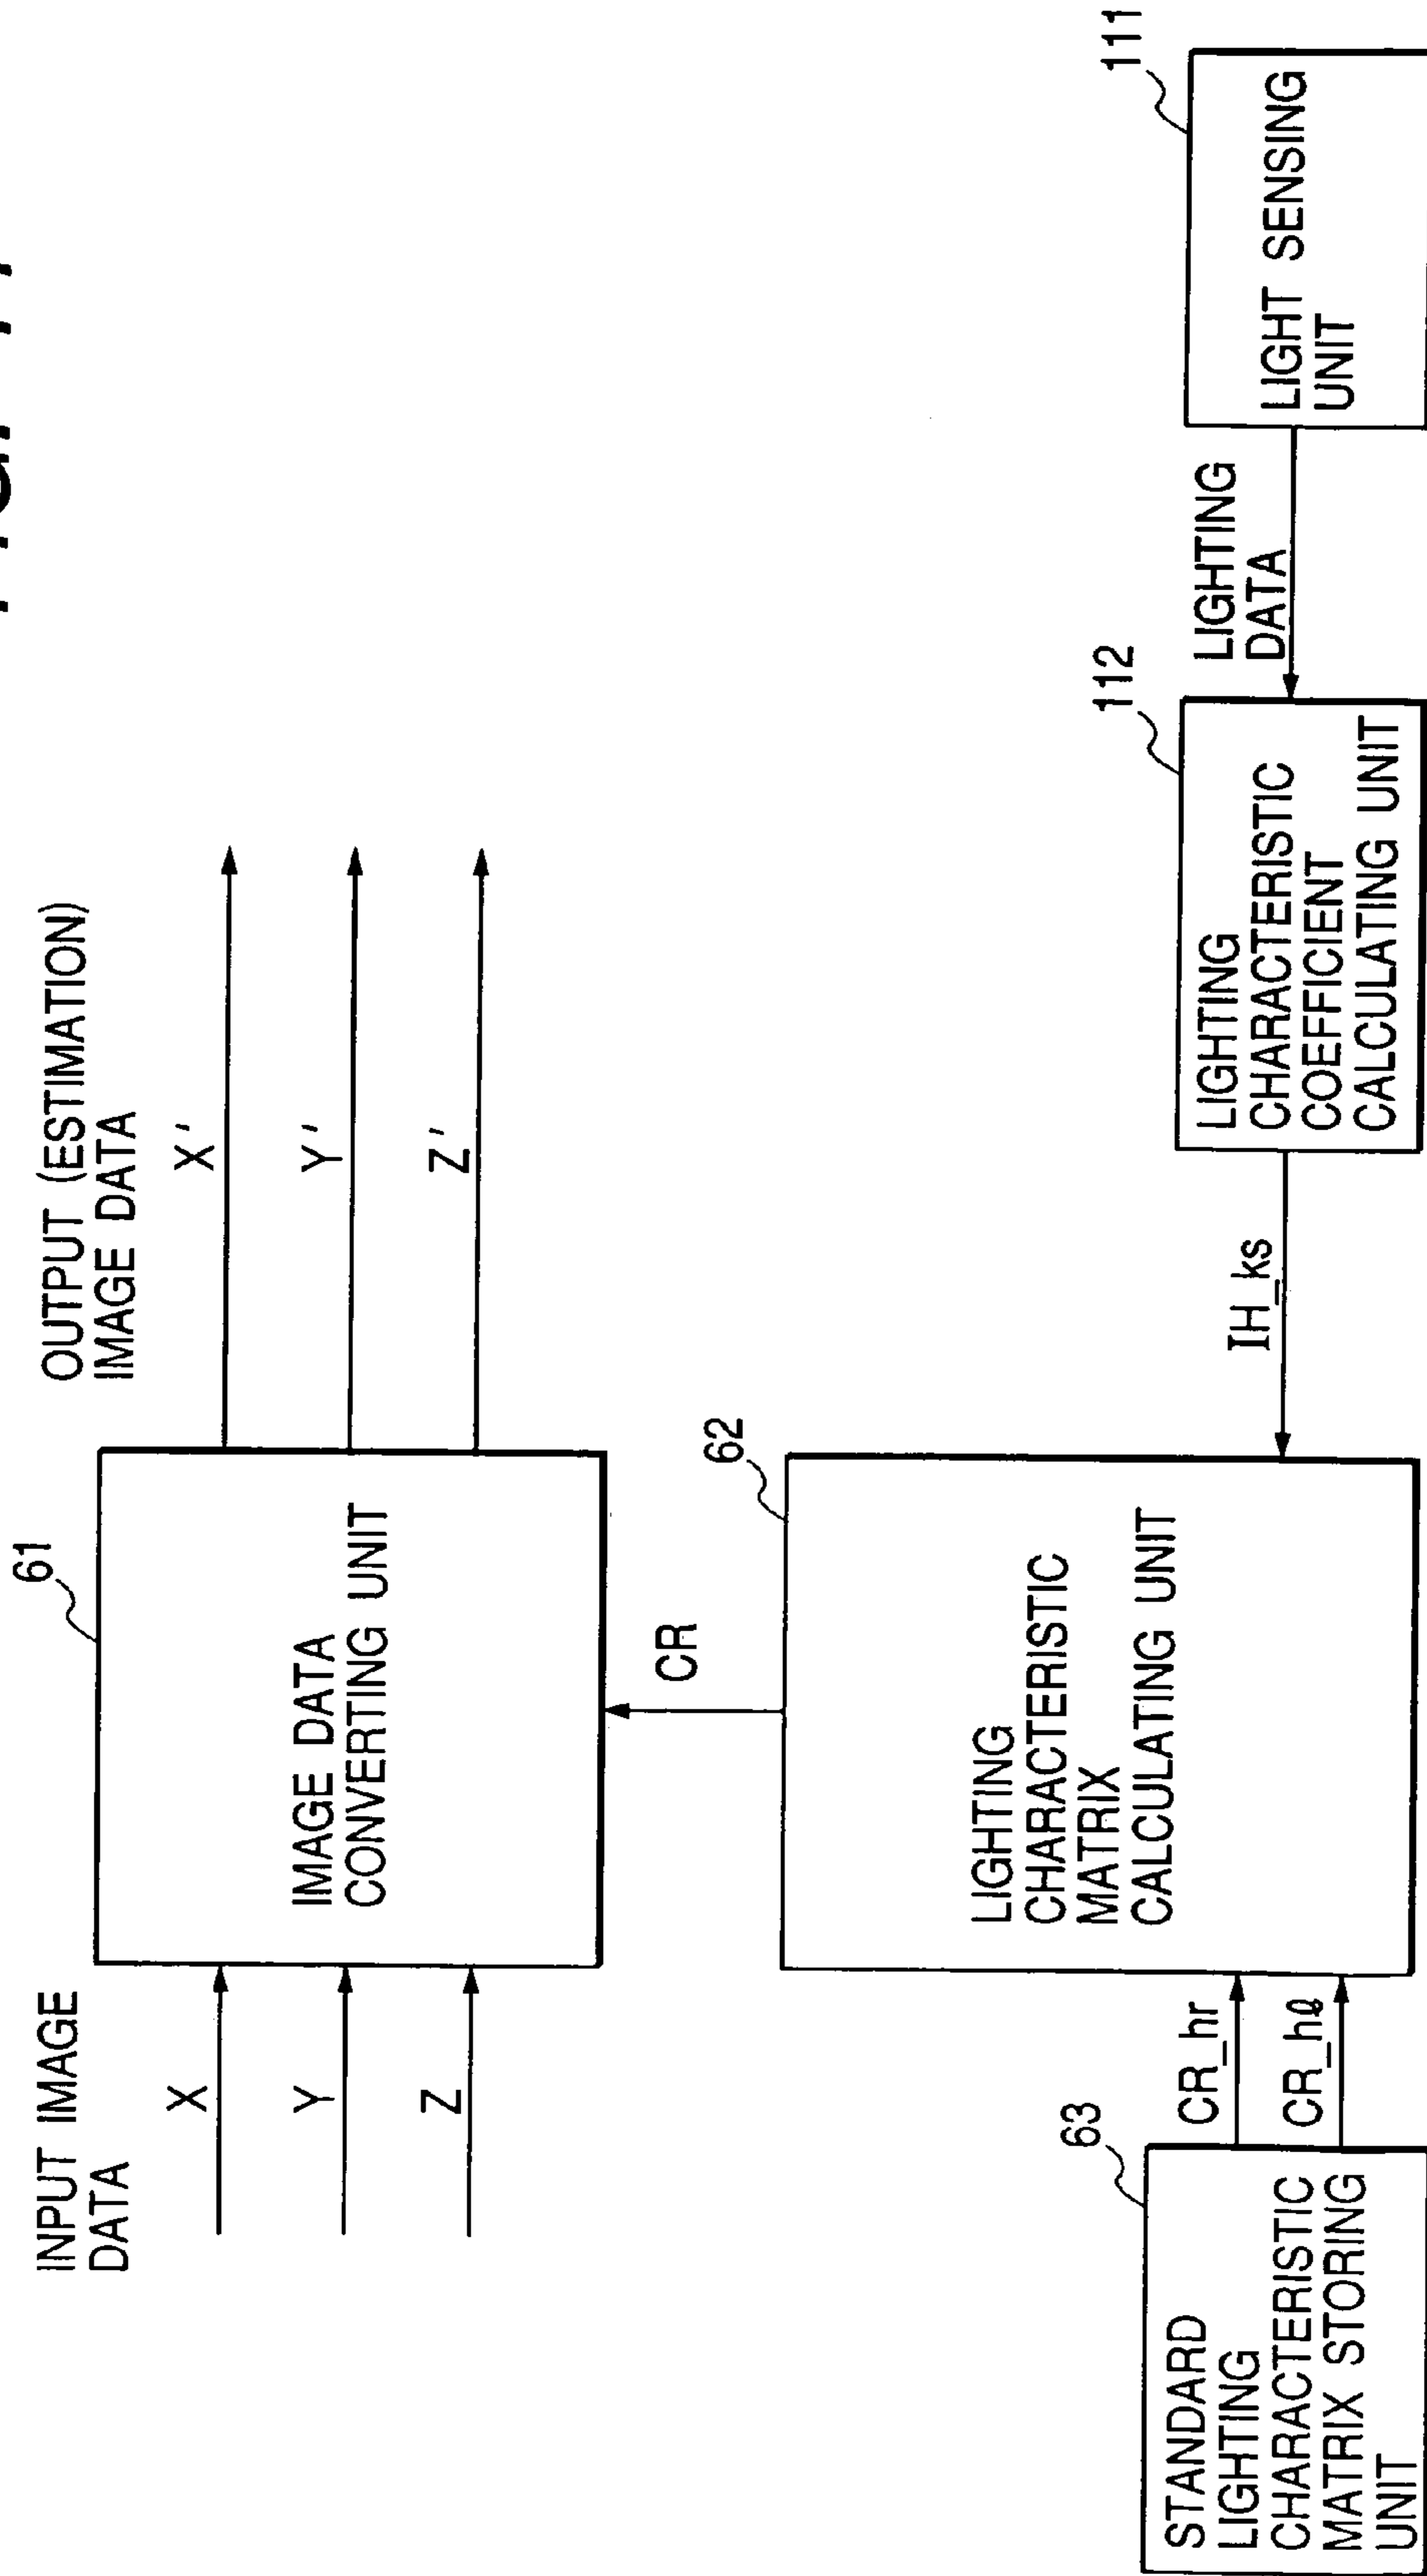 INPUT IMAGE
DATA
X
Y
Z
61
IMAGE DATA
CONVERTING UNIT
OUTPUT (ESTIMATION)
IMAGE DATA
X'
Y'
Z'
CR
62
LIGHTING
CHARACTERISTIC
MATRIX
CALCULATING UNIT
63
STANDARD
LIGHTING
CHARACTERISTIC
MATRIX STORING
UNIT
CR_hr
CR_hℓ
IH_ks
112
LIGHTING
CHARACTERISTIC
COEFFICIENT
CALCULATING UNIT
LIGHTING
DATA
111
LIGHT SENSING
UNIT